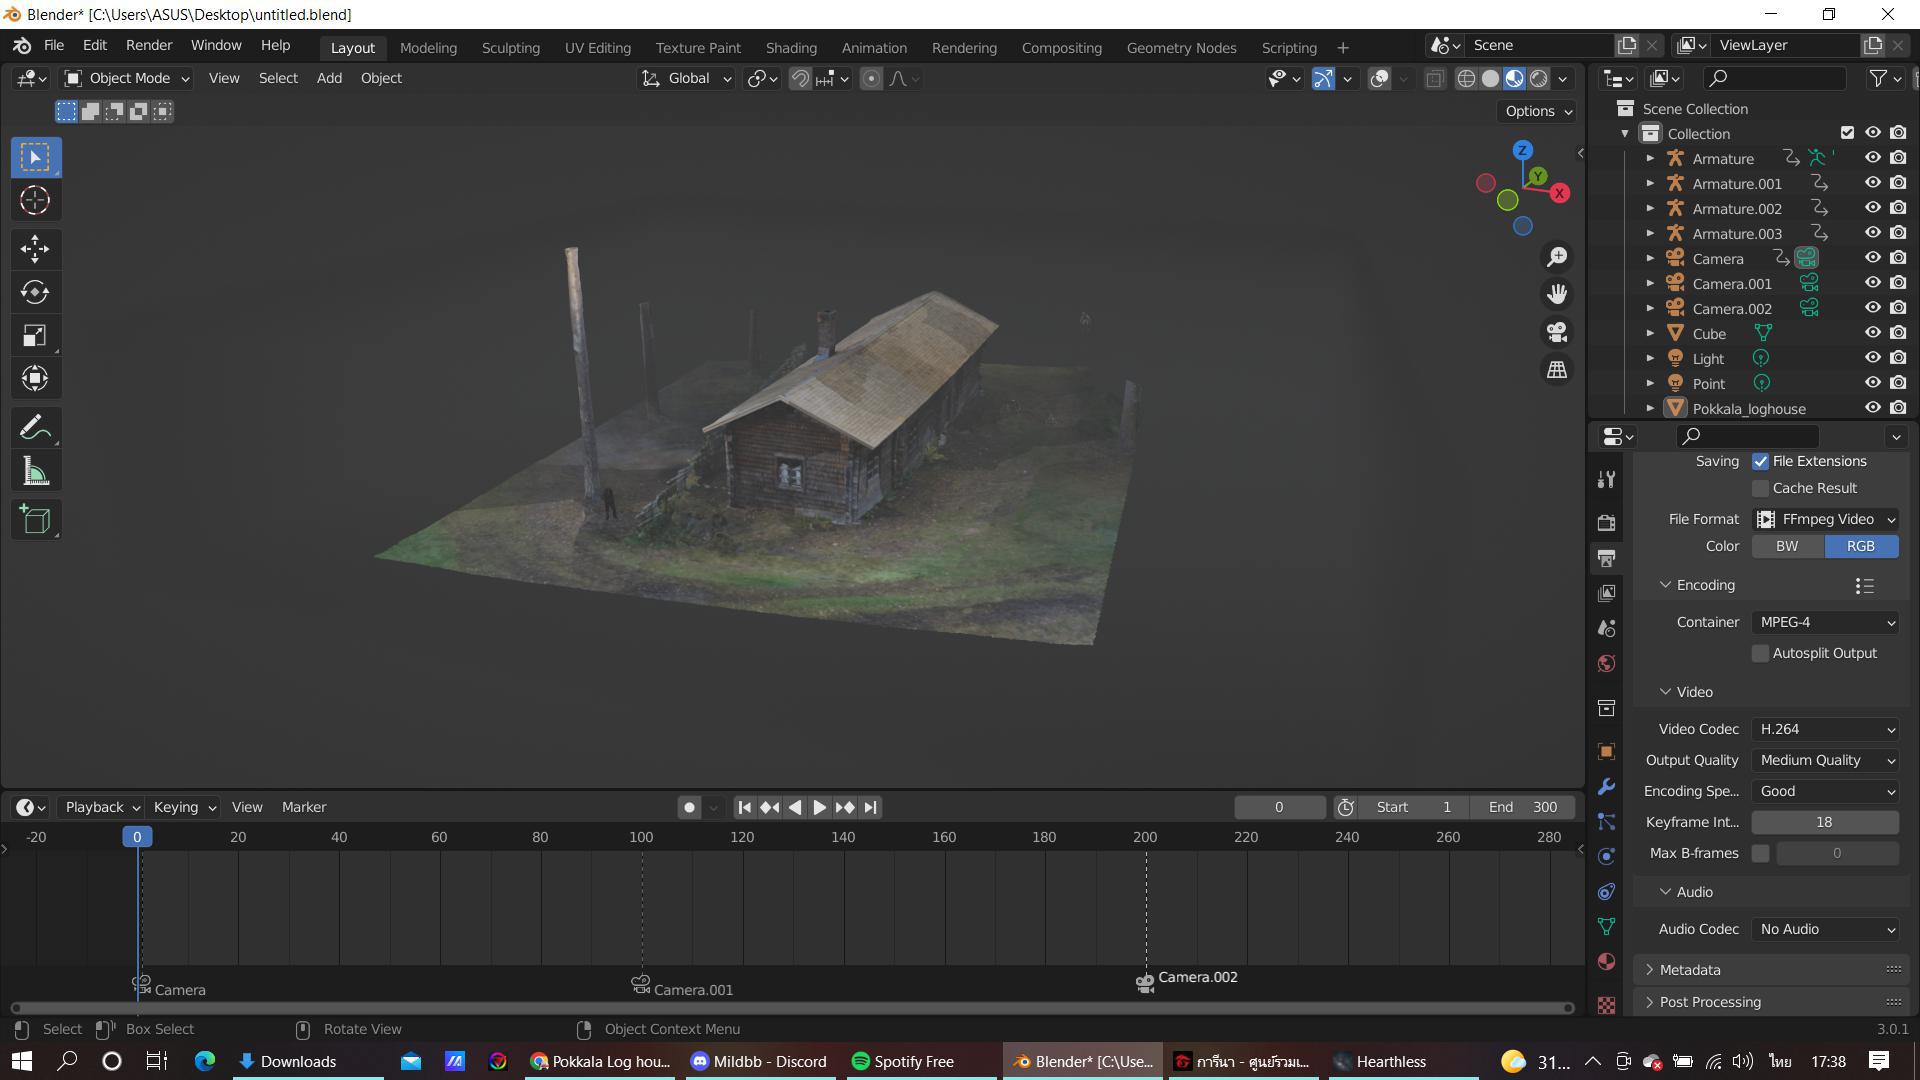 Blender* [C:\Users\ASUS\Desktop\untitled.blend]
File Edit Render Window Help
Layout Modeling Sculpting UV Editing Texture Paint Shading Animation Rendering Compositing Geometry Nodes Scripting
Scene
ViewLayer
Object Mode View Select Add Object
Global
Options
Z
Y
X
Scene Collection
Collection
Armature
Armature.001
Armature.002
Armature.003
Camera
Camera.001
Camera.002
Cube
Light
Point
Pokkala_loghouse
Saving File Extensions
Cache Result
File Format FFmpeg Video
Color BW RGB
Encoding
Container MPEG-4
Autosplit Output
Video
Video Codec H.264
Output Quality Medium Quality
Encoding Spe... Good
Keyframe Int... 18
Max B-frames 0
Audio
Audio Codec No Audio
Metadata
Post Processing
Playback Keying View Marker
0
Start 1 End 300
-20 0 20 40 60 80 100 120 140 160 180 200 220 240 260 280
Camera
Camera.001
Camera.002
Select Box Select Rotate View Object Context Menu
3.0.1
Downloads
Pokkala Log hou...
Mildbb - Discord
Spotify Free
Blender* [C:\Use...
การีนา - ศูนย์รวมเ...
Hearthless
31...
ไทย
17:38